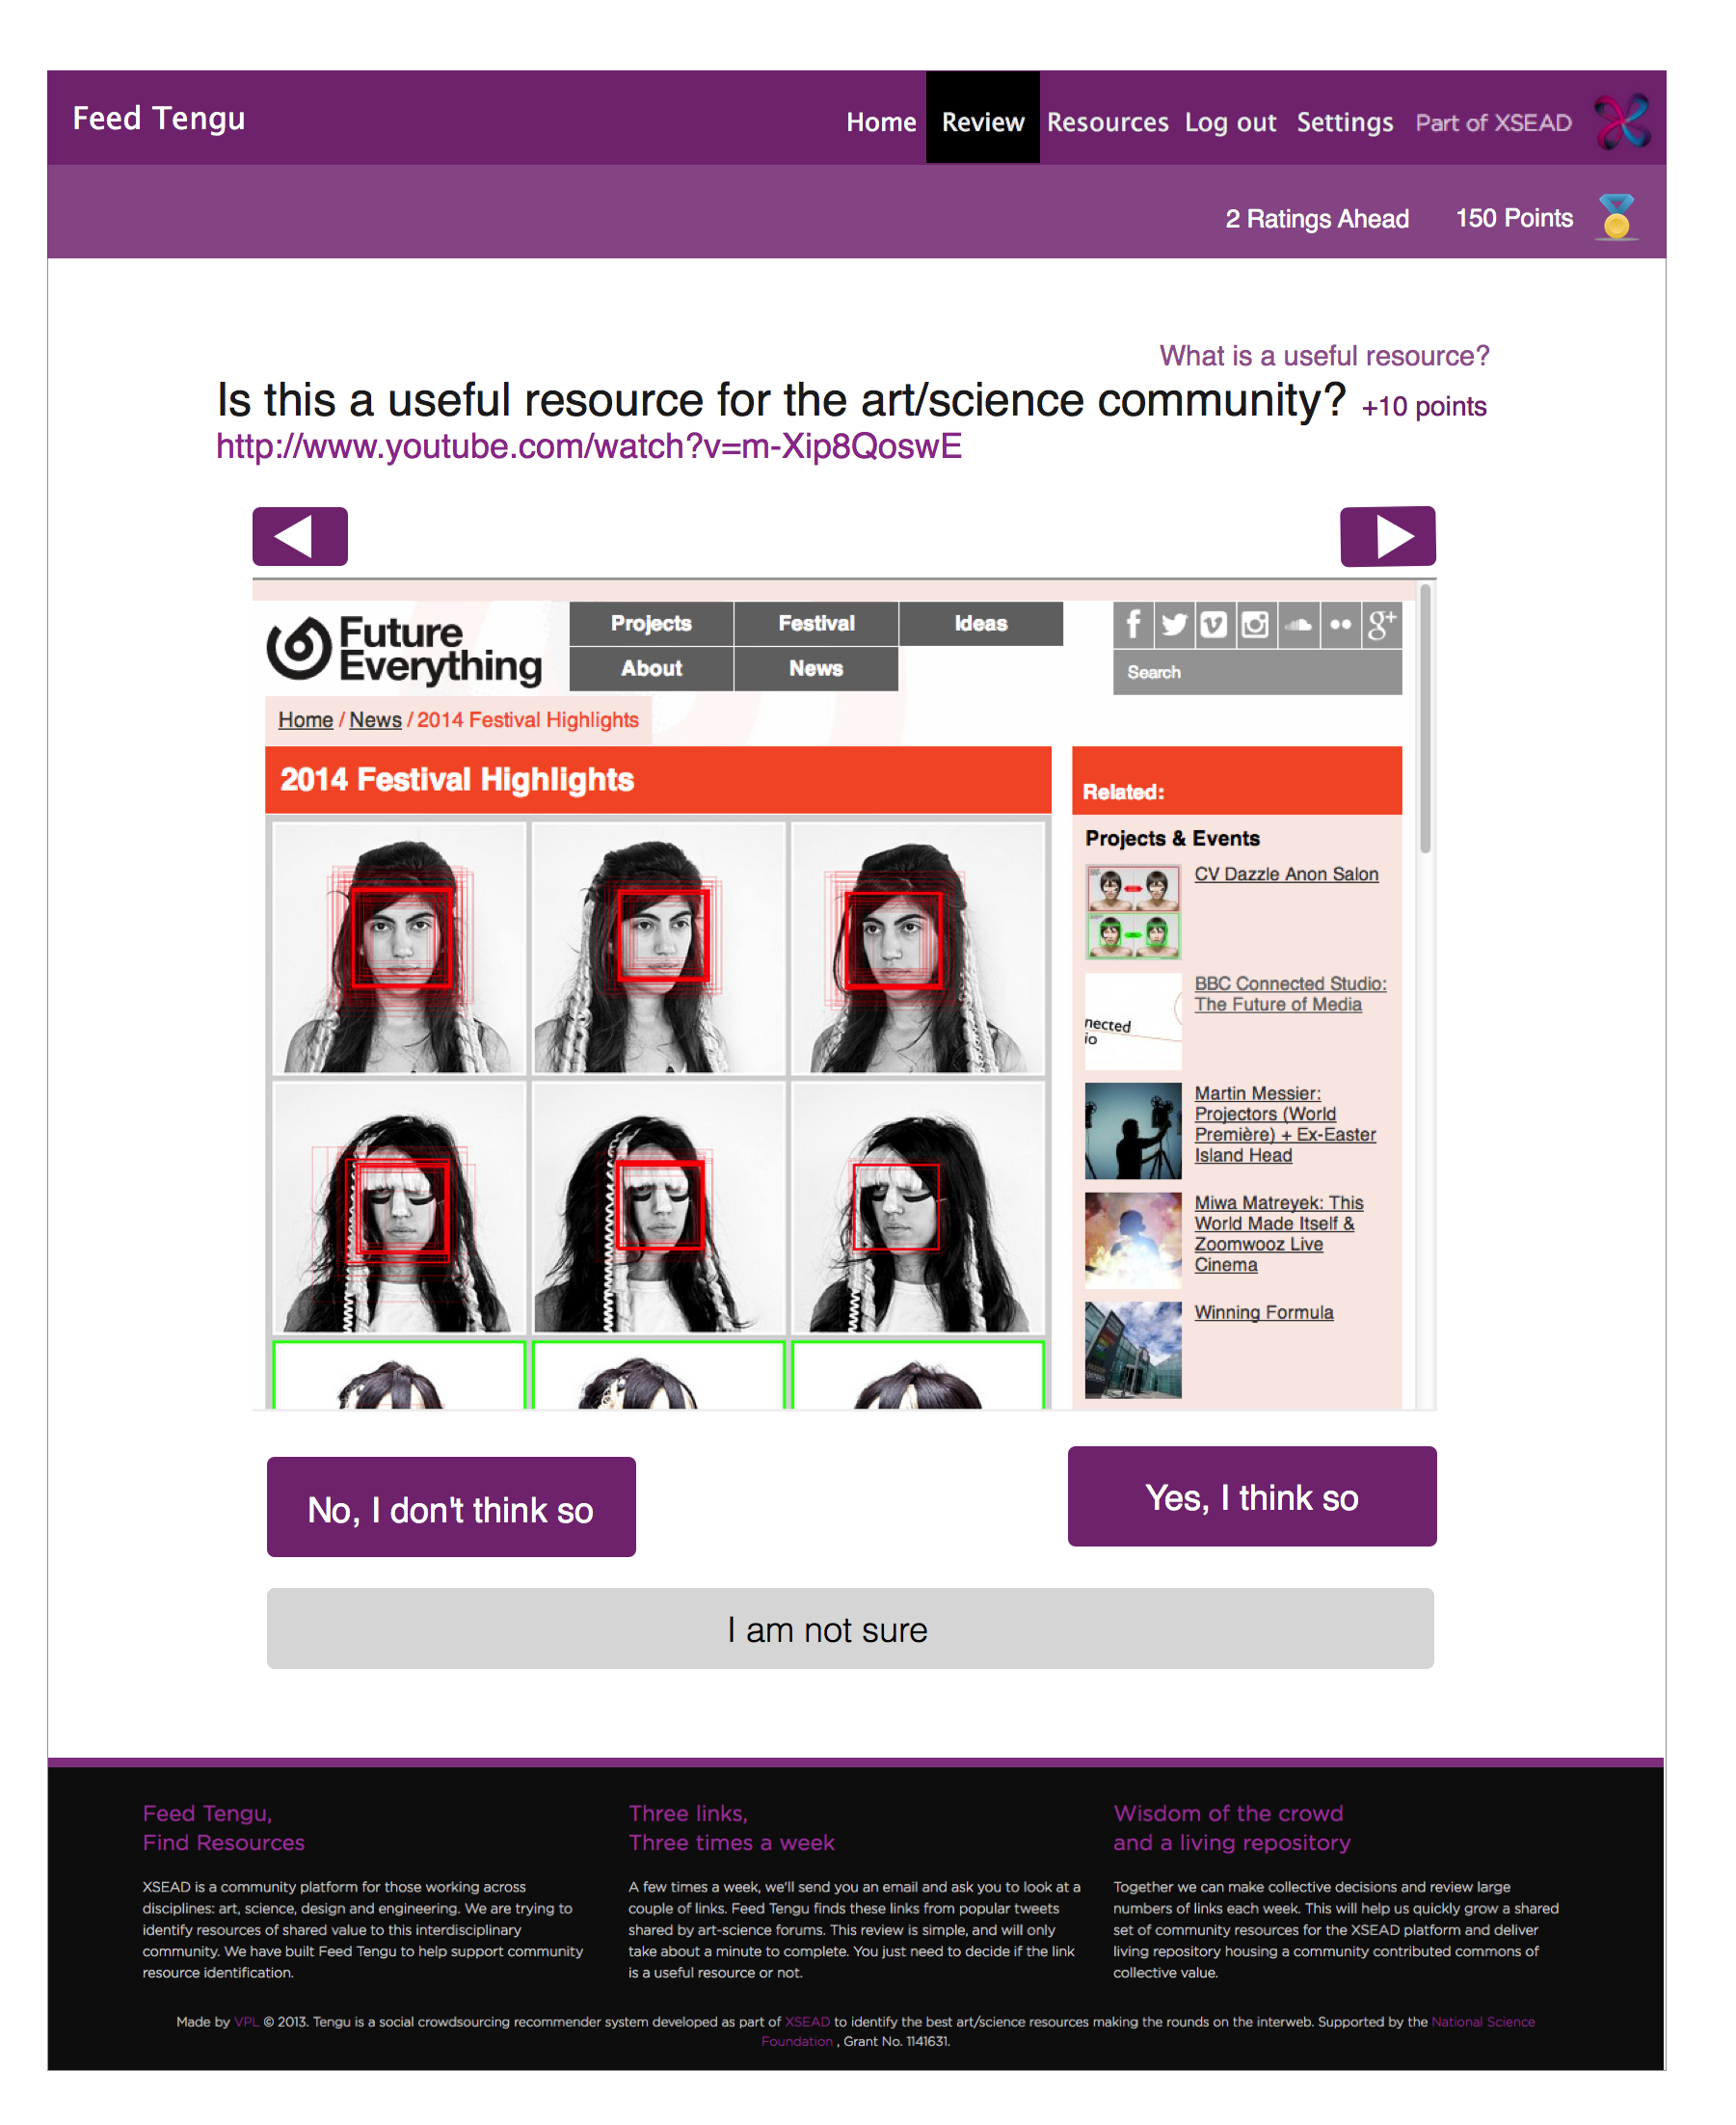 Feed Tengu
Home Review Resources Log out Settings Part of XSEAD
2 Ratings Ahead 150 Points
What is a useful resource?
Is this a useful resource for the art/science community? +10 points
http://www.youtube.com/watch?v=m-Xip8QoswE
Future
Everything
Projects Festival Ideas
About News
f g+
Search
Home / News / 2014 Festival Highlights
2014 Festival Highlights
Related:
Projects & Events
CV Dazzle Anon Salon
BBC Connected Studio:
The Future of Media
nected
io
Martin Messier:
Projectors (World
Première) + Ex-Easter
Island Head
Miwa Matreyek: This
World Made Itself &
Zoomwooz Live
Cinema
Winning Formula
No, I don't think so
Yes, I think so
I am not sure
Feed Tengu,
Find Resources
XSEAD is a community platform for those working across
disciplines: art, science, design and engineering. We are trying to
identify resources of shared value to this interdisciplinary
community. We have built Feed Tengu to help support community
resource identification.
Three links,
Three times a week
A few times a week, we'll send you an email and ask you to look at a
couple of links. Feed Tengu finds these links from popular tweets
shared by art-science forums. This review is simple, and will only
take about a minute to complete. You just need to decide if the link
is a useful resource or not.
Wisdom of the crowd
and a living repository
Together we can make collective decisions and review large
numbers of links each week. This will help us quickly grow a shared
set of community resources for the XSEAD platform and deliver
living repository housing a community contributed commons of
collective value.
Made by VPL © 2013. Tengu is a social crowdsourcing recommender system developed as part of XSEAD to identify the best art/science resources making the rounds on the interweb. Supported by the National Science
Foundation , Grant No. 1141631.